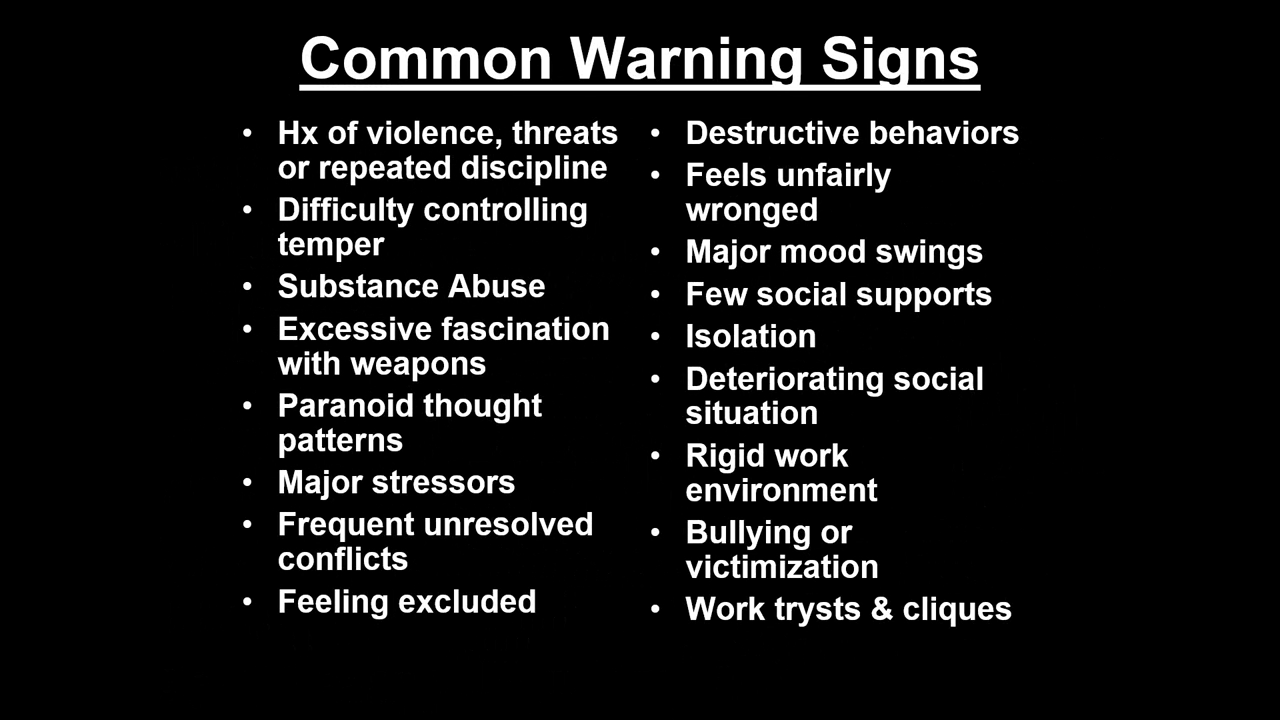 Common Warning Signs
• Hx of violence, threats
or repeated discipline
• Difficulty controlling
temper
• Substance Abuse
• Excessive fascination
with weapons
• Paranoid thought
patterns
• Major stressors
• Frequent unresolved
conflicts
• Feeling excluded
• Destructive behaviors
• Feels unfairly
wronged
• Major mood swings
• Few social supports
• Isolation
• Deteriorating social
situation
• Rigid work
environment
• Bullying or
victimization
• Work trysts & cliques